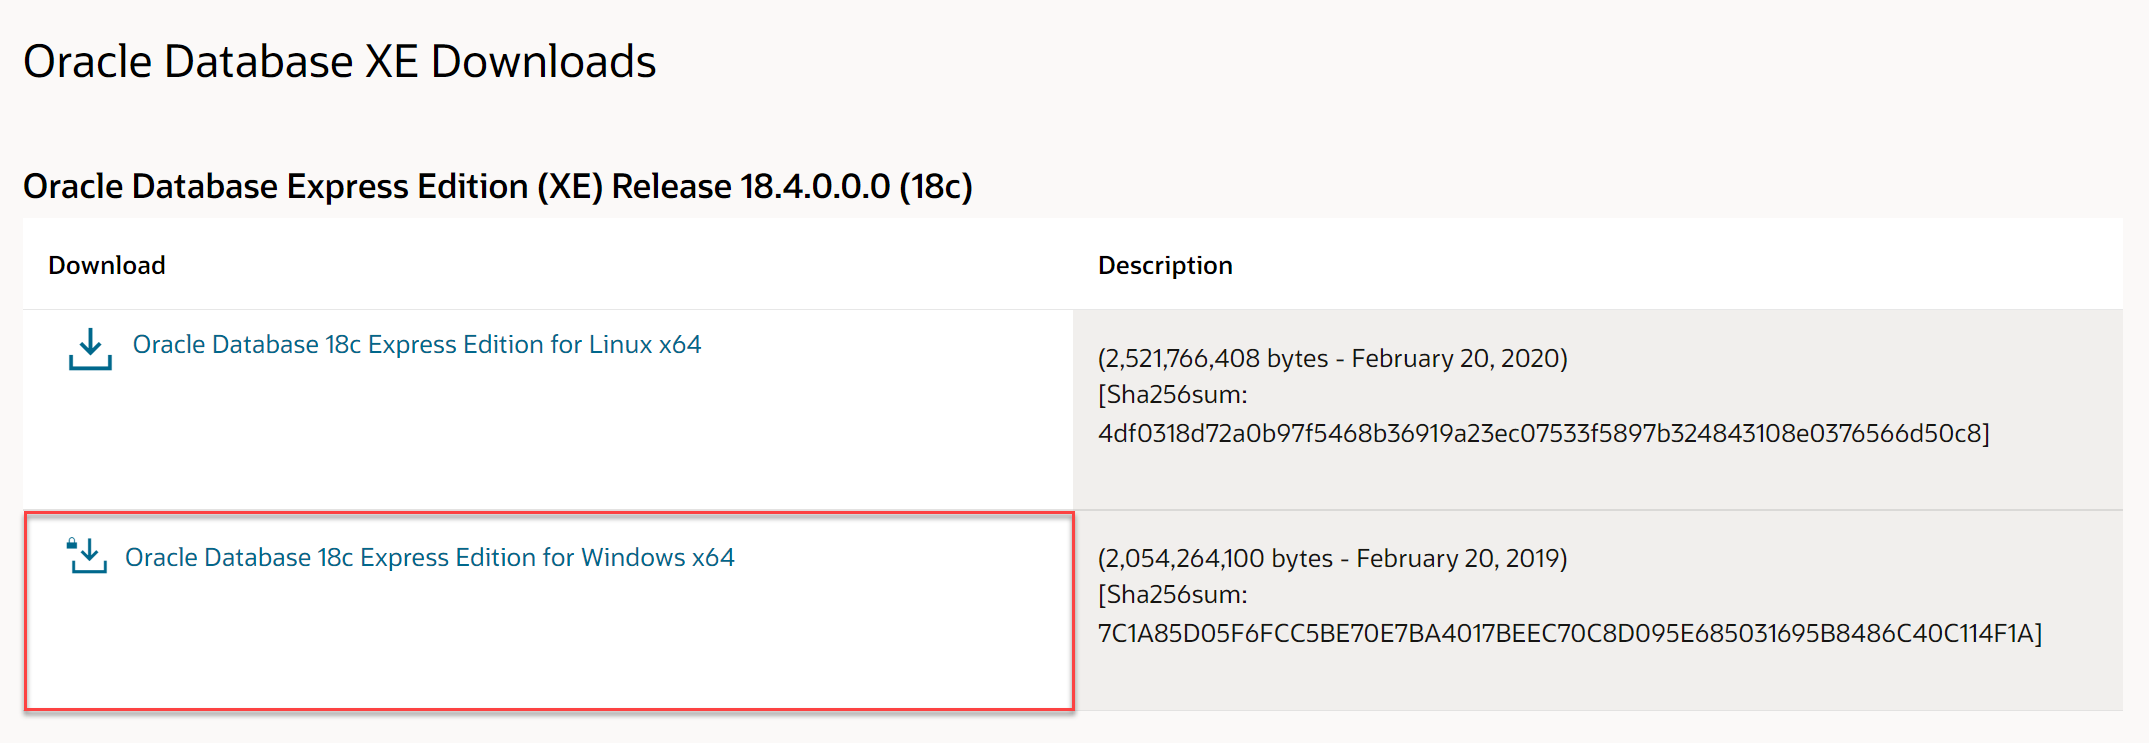 Oracle Database XE Downloads
Oracle Database Express Edition (XE) Release 18.4.0.0.0 (18c)
Download
Description
Oracle Database 18c Express Edition for Linux x64
(2,521,766,408 bytes - February 20, 2020)
[Sha256sum:
4df0318d72a0b97f5468b36919a23ec07533f5897b324843108e0376566d50c8]
Oracle Database 18c Express Edition for Windows x64
(2,054,264,100 bytes - February 20, 2019)
[Sha256sum:
7C1A85D05F6FCC5BE70E7BA4017BEEC70C8D095E685031695B8486C40C114F1A]